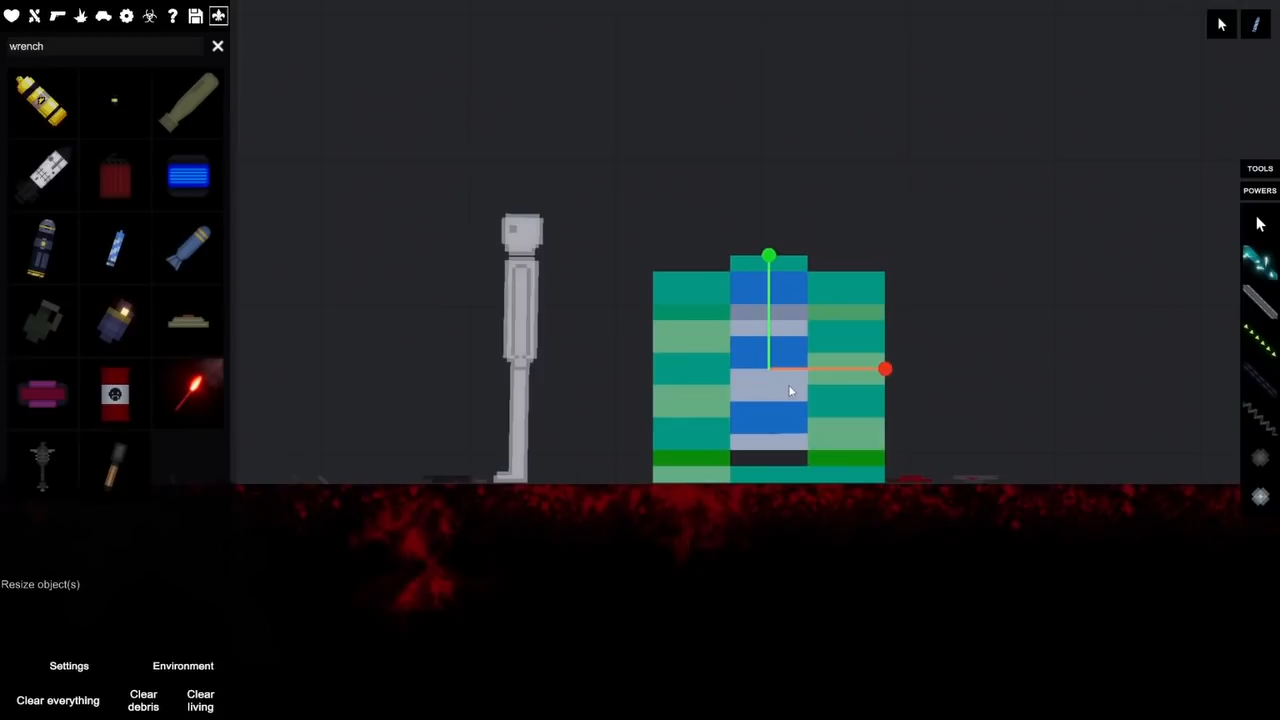 wrench
TOOLS
POWERS
Resize object(s)
Settings
Environment
Clear everything
Clear
debris
Clear
living